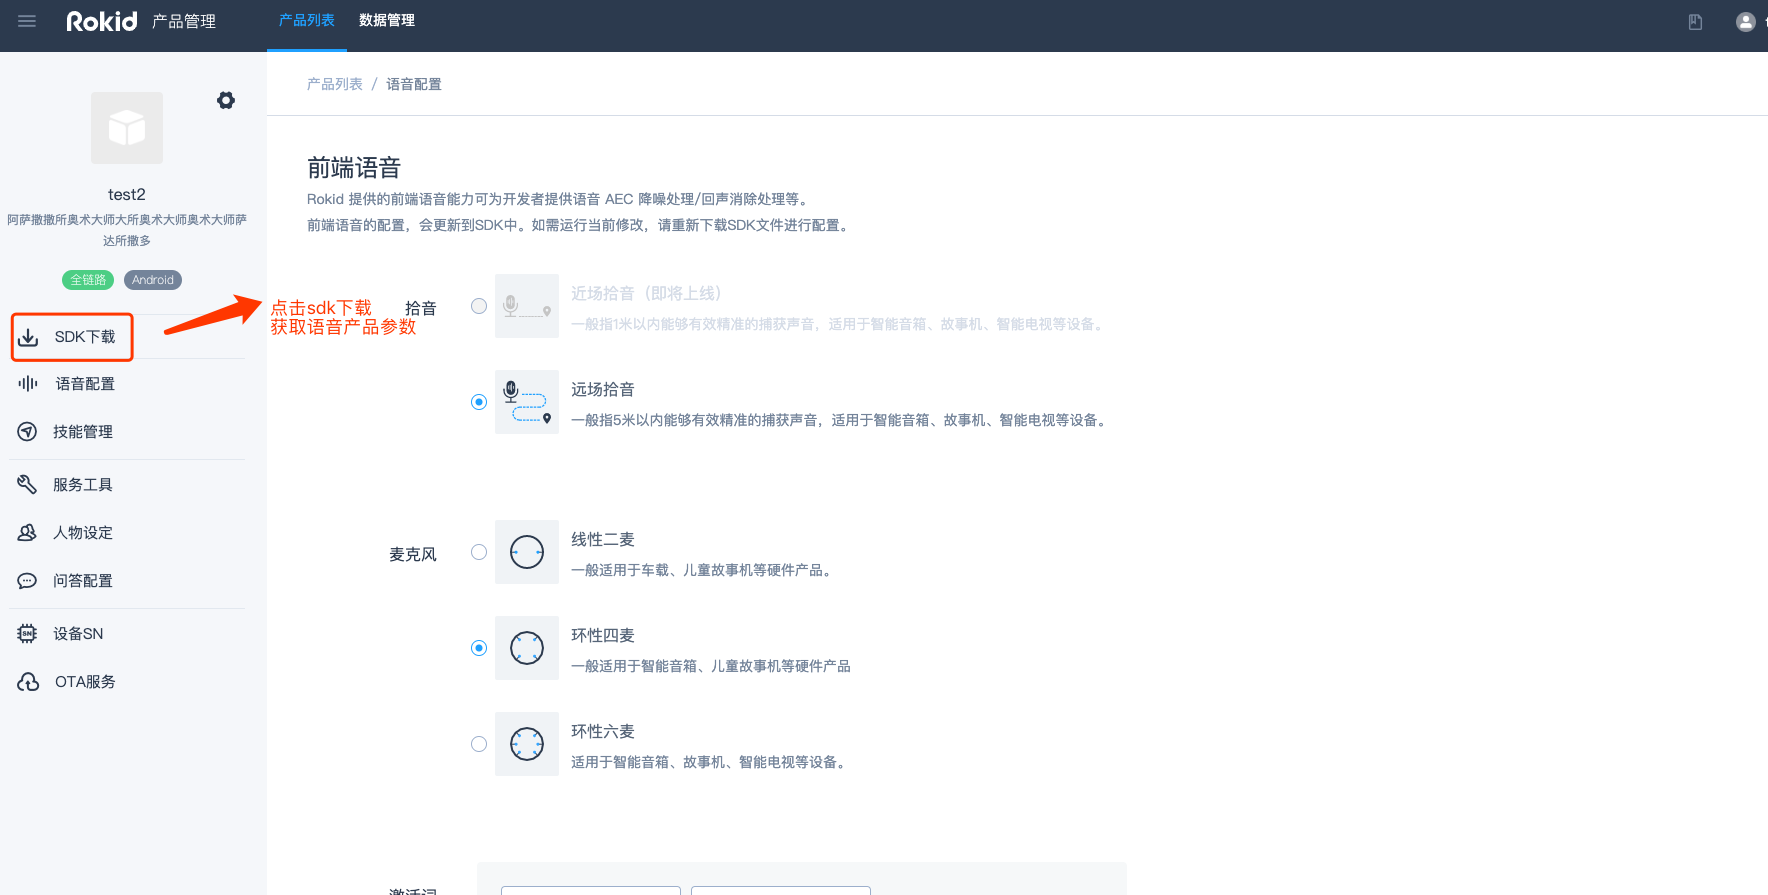 Rokid 产品管理 产品列表 数据管理
产品列表 / 语音配置
test2
阿萨撒撒所奥术大师大所奥术大师奥术大师萨
达所撒多
全链路 Android
SDK下载
语音配置
技能管理
服务工具
人物设定
问答配置
设备SN
OTA服务
点击sdk下载
获取语音产品参数
前端语音
Rokid 提供的前端语音能力可为开发者提供语音 AEC 降噪处理/回声消除处理等。
前端语音的配置，会更新到SDK中。如需运行当前修改，请重新下载SDK文件进行配置。
拾音
近场拾音（即将上线）
一般指1米以内能够有效精准的捕获声音，适用于智能音箱、故事机、智能电视等设备。
远场拾音
一般指5米以内能够有效精准的捕获声音，适用于智能音箱、故事机、智能电视等设备。
麦克风
线性二麦
一般适用于车载、儿童故事机等硬件产品。
环性四麦
一般适用于智能音箱、儿童故事机等硬件产品
环性六麦
适用于智能音箱、故事机、智能电视等设备。
激活词